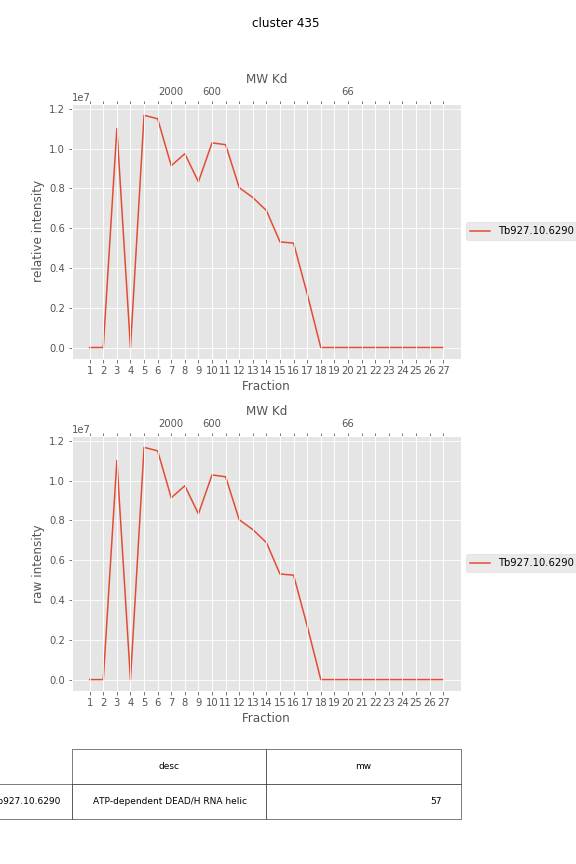 cluster 435
MW Kd
2000 600 66
1e7
1.2
1.0
0.8
0.6
0.4
0.2
0.0
relative intensity
Tb927.10.6290
1 2 3 4 5 6 7 8 9 10 11 12 13 14 15 16 17 18 19 20 21 22 23 24 25 26 27
Fraction
MW Kd
2000 600 66
1e7
1.2
1.0
0.8
0.6
0.4
0.2
0.0
raw intensity
Tb927.10.6290
1 2 3 4 5 6 7 8 9 10 11 12 13 14 15 16 17 18 19 20 21 22 23 24 25 26 27
Fraction
desc mw
b927.10.6290 ATP-dependent DEAD/H RNA helic 57